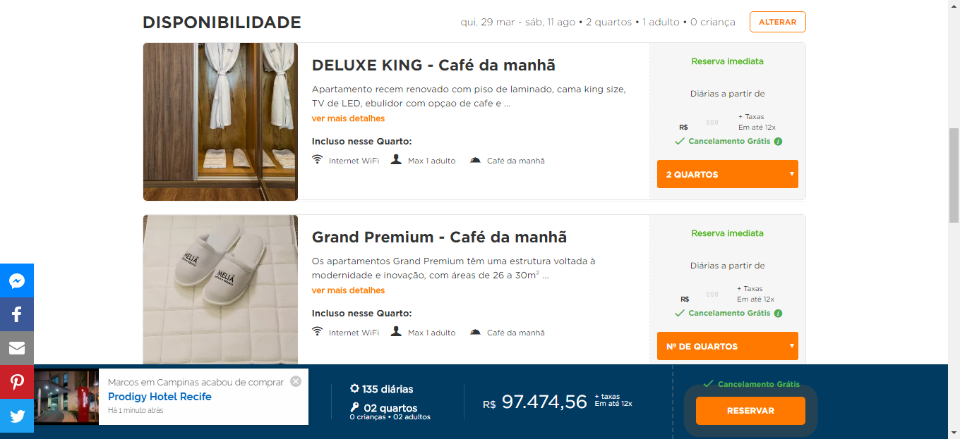 DISPONIBILIDADE
qui, 29 mar - sáb, 11 ago • 2 quartos • 1 adulto • 0 criança
ALTERAR
DELUXE KING - Café da manhã
Apartamento recem renovado com piso de laminado, cama king size,
TV de LED, ebulidor com opçao de cafe e ...
ver mais detalhes
Incluso nesse Quarto:
Internet WiFi
Max 1 adulto
Café da manhã
Reserva imediata
Diárias a partir de
R$
+ Taxas
Em até 12x
Cancelamento Grátis
2 QUARTOS
Grand Premium - Café da manhã
Os apartamentos Grand Premium têm uma estrutura voltada à
modernidade e inovação, com áreas de 26 a 30m² ...
ver mais detalhes
Incluso nesse Quarto:
Internet WiFi
Max 1 adulto
Café da manhã
Reserva imediata
Diárias a partir de
R$
+ Taxas
Em até 12x
Cancelamento Grátis
Nº DE QUARTOS
MELIÁ
MELIÁ
Marcos em Campinas acabou de comprar
Prodigy Hotel Recife
Há 1 minuto atrás
135 diárias
02 quartos
0 crianças • 02 adultos
R$ 97.474,56
+ taxas
Em até 12x
Cancelamento Grátis
RESERVAR